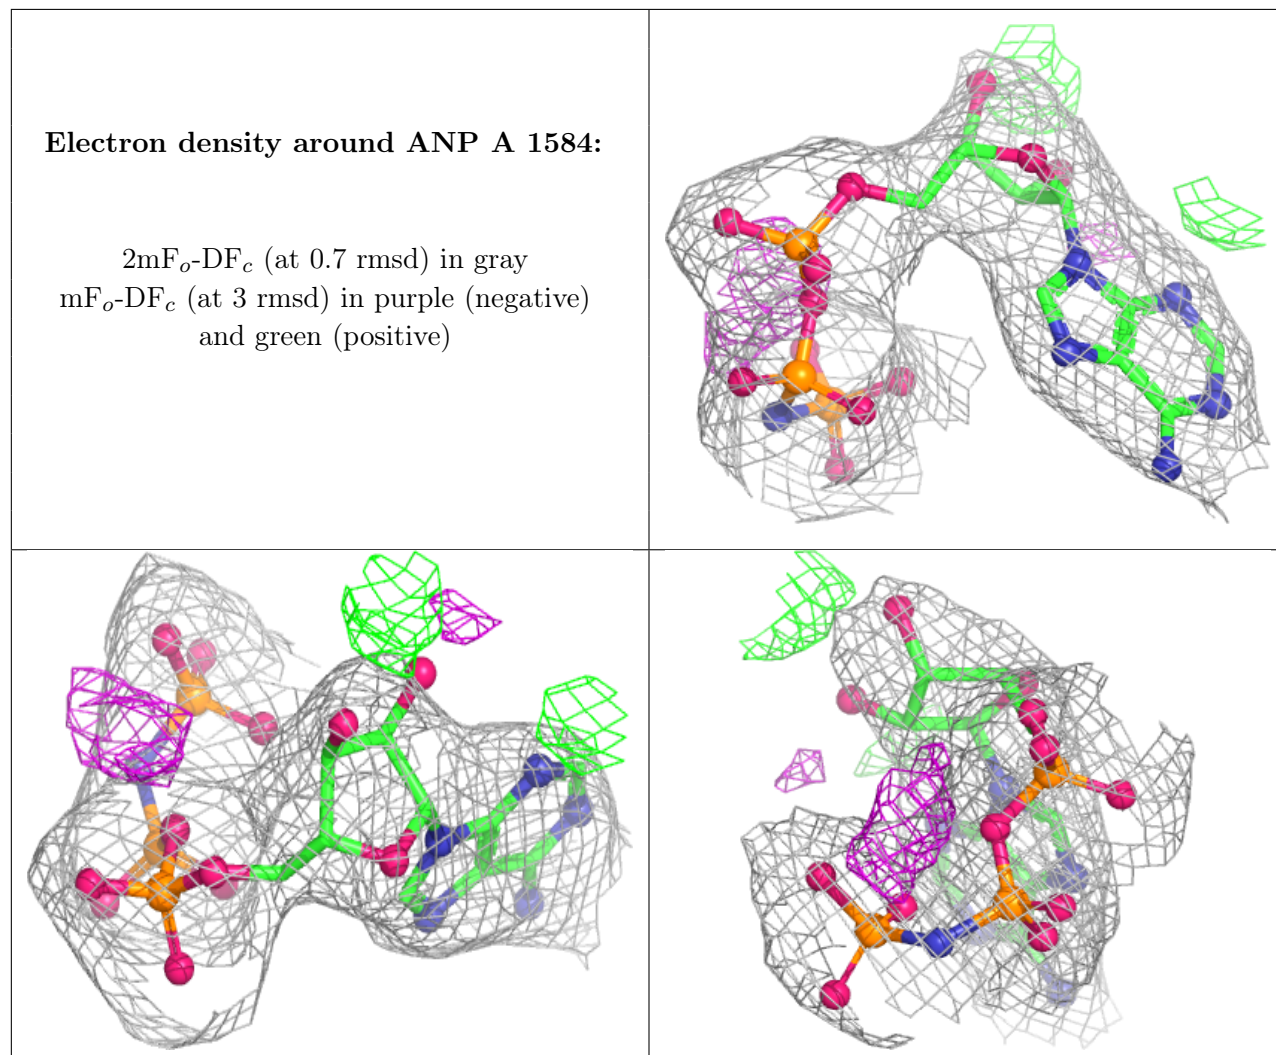 Electron density around ANP A 1584:
2mFo-DFc (at 0.7 rmsd) in gray
mFo-DFc (at 3 rmsd) in purple (negative)
and green (positive)